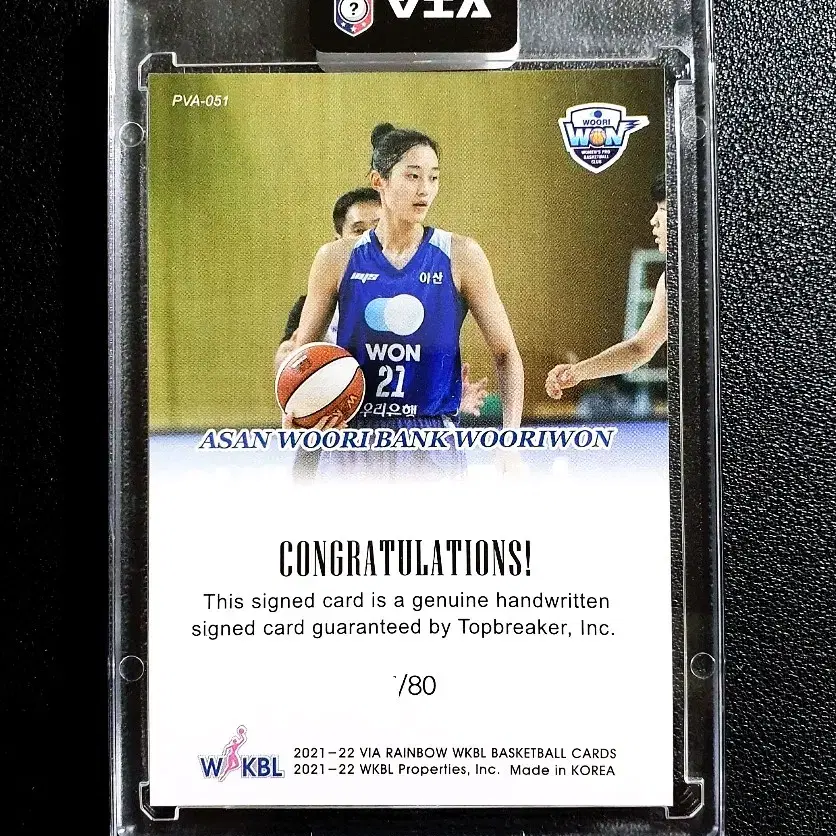 VIA
PVA-051
WOORI
WON
WOMEN'S PRO
BASKETBALL
CLUB
아산
WON
21
우리은행
ASAN WOORI BANK WOORIWON
CONGRATULATIONS!
This signed card is a genuine handwritten
signed card guaranteed by Topbreaker, Inc.
/80
WKBL
2021-22 VIA RAINBOW WKBL BASKETBALL CARDS
2021-22 WKBL Properties, Inc. Made in KOREA